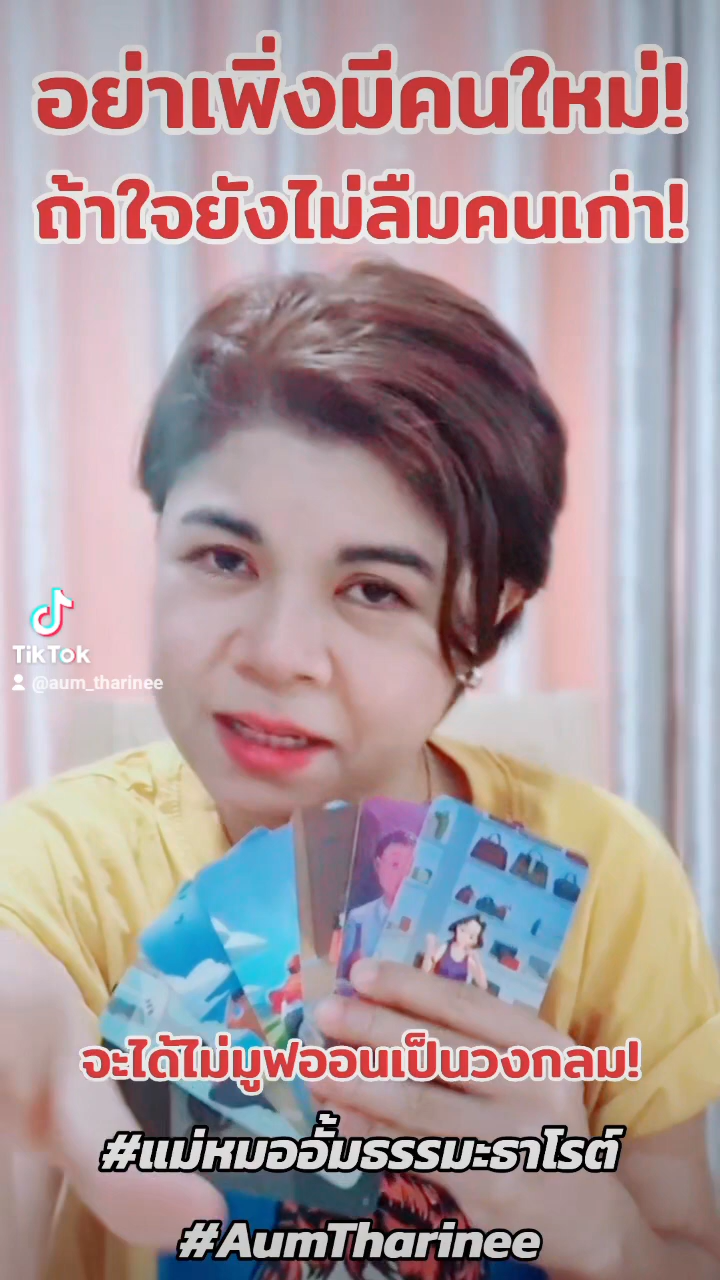 อย่าเพิ่งมีคนใหม่!
ถ้าใจยังไม่ลืมคนเก่า!
TikTok
@aum_tharinee
จะได้ไม่มูฟออนเป็นวงกลม!
#แม่หมออั้มธรรมะธาโรต์
#AumTharinee